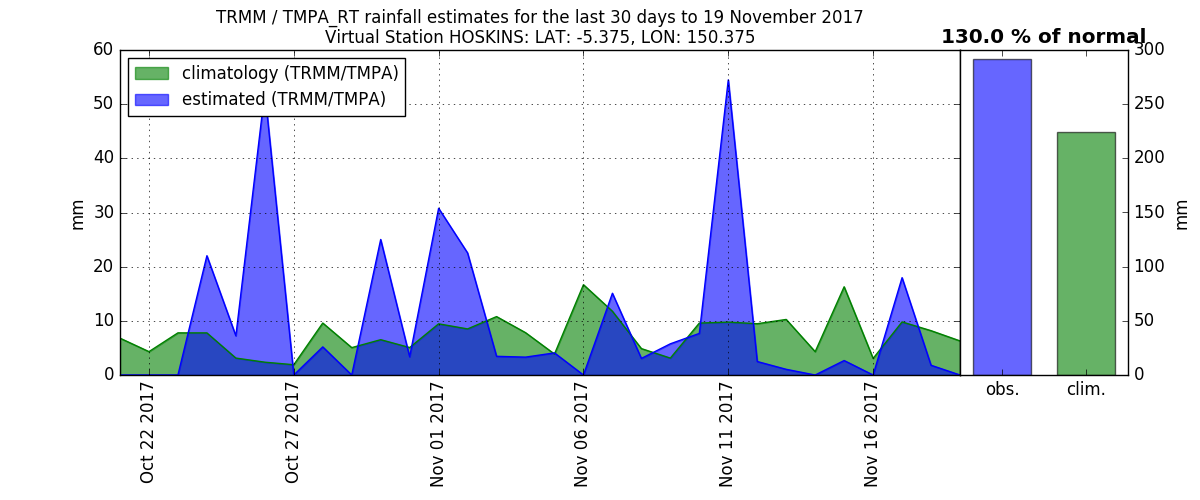 TRMM / TMPA_RT rainfall estimates for the last 30 days to 19 November 2017
Virtual Station HOSKINS: LAT: -5.375, LON: 150.375
130.0 % of normal
climatology (TRMM/TMPA)
estimated (TRMM/TMPA)
60
50
40
30
20
10
0
mm
Oct 22 2017
Oct 27 2017
Nov 01 2017
Nov 06 2017
Nov 11 2017
Nov 16 2017
300
250
200
150
100
50
0
mm
obs.
clim.